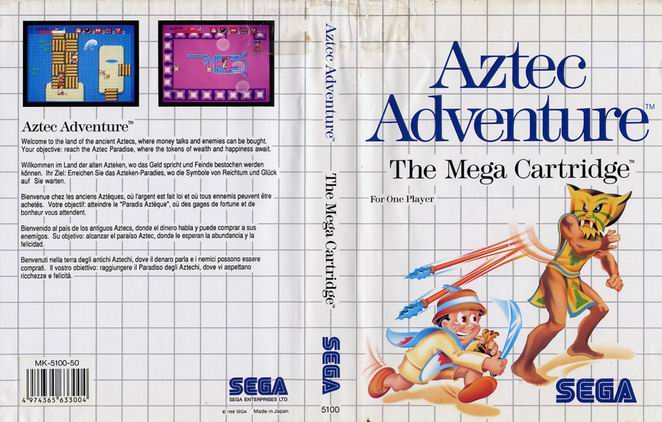 Aztec Adventure™
Welcome to the land of the ancient Aztecs, where money talks and enemies can be bought.
Your objective: reach the Aztec Paradise, where the tokens of wealth and happiness await.
Willkommen im Land der alten Azteken, wo das Geld spricht und Feinde bestochen werden
können. Ihr Ziel: Erreichen Sie das Azteken-Paradies, wo die Symbole von Reichtum und Glück
auf Sie warten.
Bienvenue chez les anciens Aztèques, où l'argent est fait loi et où tous ennemis peuvent être
achetés. Votre objectif: atteindre le "Paradis Aztèque", où des gages de fortune et de
bonheur vous attendent.
Bienvenido al país de los antiguos Aztecs, donde el dinero habla y puede comprar a sus
enemigos. Su objetivo: alcanzar el paraíso Aztec, donde le esperan la abundancia y la
felicidad.
Benvenuti nella terra degli antichi Aztechi, dove il denaro parla e i nemici possono essere
comprati. Il vostro obiettivo: raggiungere il Paradiso degli Aztechi, dove vi aspettano
ricchezze e felicità.
MK-5100-50
4 974365 633004
SEGA
SEGA ENTERPRISES LTD.
© 1988 SEGA Made in Japan
Aztec Adventure™
The Mega Cartridge™
SEGA
5100
Aztec
Adventure™
The Mega Cartridge™
For One Player
SEGA